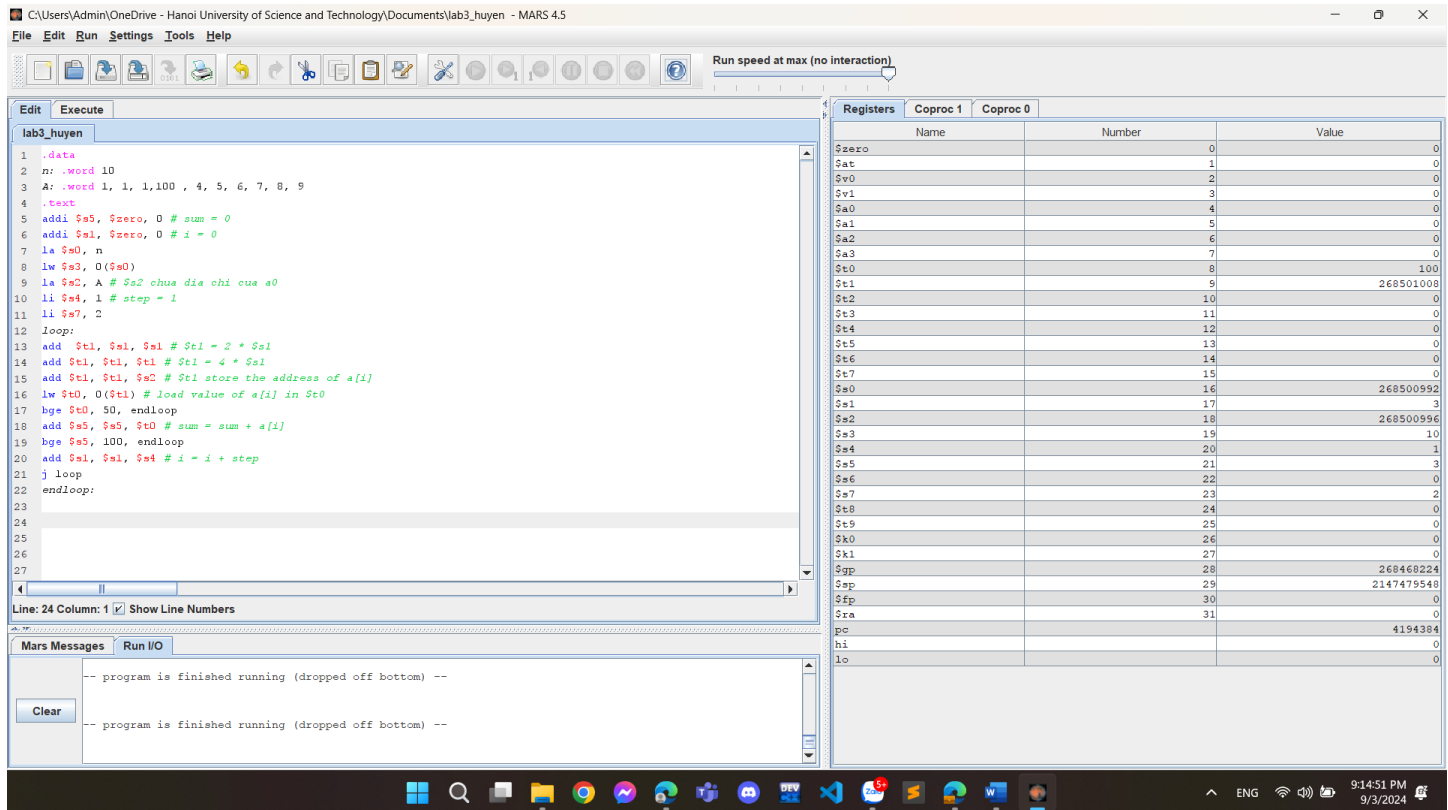 C:\Users\Admin\OneDrive - Hanoi University of Science and Technology\Documents\lab3_huyen - MARS 4.5
File Edit Run Settings Tools Help
Run speed at max (no interaction)
Edit Execute
lab3_huyen
1 .data
2 n: .word 10
3 A: .word 1, 1, 1,100 , 4, 5, 6, 7, 8, 9
4 .text
5 addi $s5, $zero, 0 # sum = 0
6 addi $s1, $zero, 0 # i = 0
7 la $s0, n
8 lw $s3, 0($s0)
9 la $s2, A # $s2 chua dia chi cua a0
10 li $s4, 1 # step = 1
11 li $s7, 2
12 loop:
13 add  $t1, $s1, $s1 # $t1 = 2 * $s1
14 add $t1, $t1, $t1 # $t1 = 4 * $s1
15 add $t1, $t1, $s2 # $t1 store the address of a[i]
16 lw $t0, 0($t1) # load value of a[i] in $t0
17 bge $t0, 50, endloop
18 add $s5, $s5, $t0 # sum = sum + a[i]
19 bge $s5, 100, endloop
20 add $s1, $s1, $s4 # i = i + step
21 j loop
22 endloop:
23
24
25
26
27
Line: 24 Column: 1 Show Line Numbers
Mars Messages Run I/O
-- program is finished running (dropped off bottom) --
Clear
-- program is finished running (dropped off bottom) --
Registers Coproc 1 Coproc 0
Name Number Value
$zero 0 0
$at 1 0
$v0 2 0
$v1 3 0
$a0 4 0
$a1 5 0
$a2 6 0
$a3 7 0
$t0 8 100
$t1 9 268501008
$t2 10 0
$t3 11 0
$t4 12 0
$t5 13 0
$t6 14 0
$t7 15 0
$s0 16 268500992
$s1 17 3
$s2 18 268500996
$s3 19 10
$s4 20 1
$s5 21 3
$s6 22 0
$s7 23 2
$t8 24 0
$t9 25 0
$k0 26 0
$k1 27 0
$gp 28 268468224
$sp 29 2147479548
$fp 30 0
$ra 31 0
pc 4194384
hi 0
lo 0
DEV
Zalo
5+
W
ENG
9:14:51 PM
9/3/2024